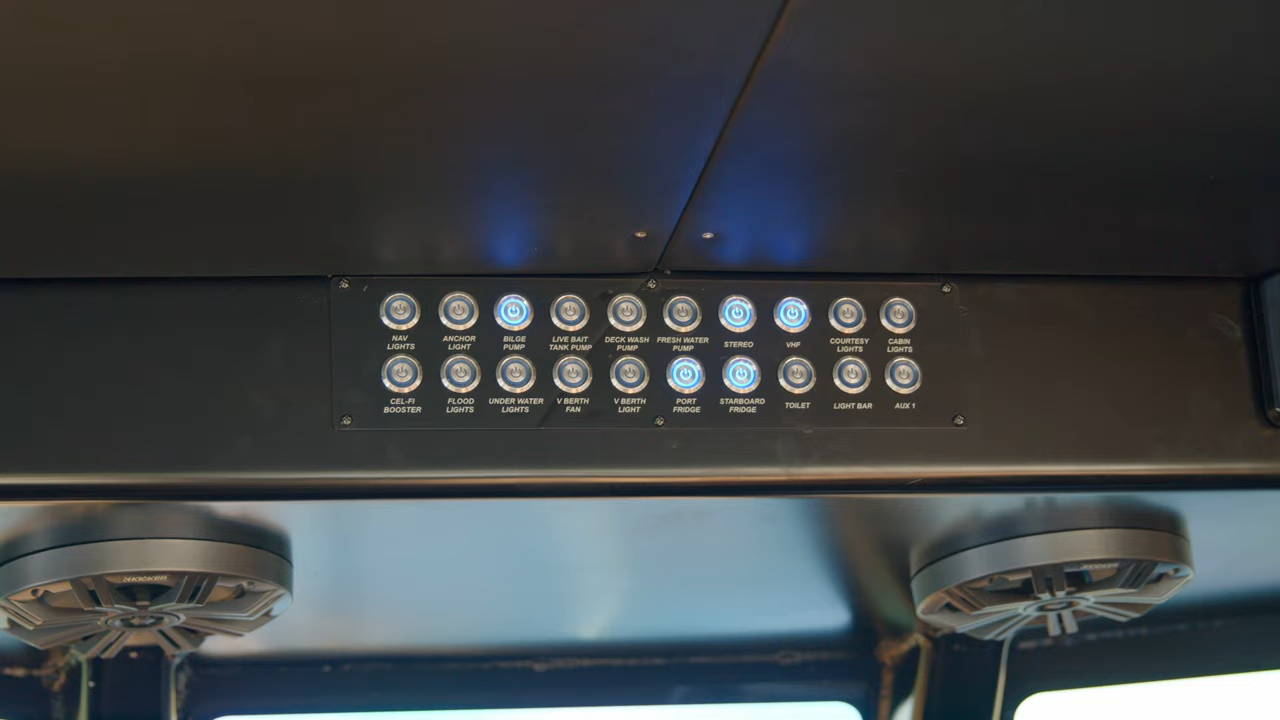 NAV
LIGHTS
ANCHOR
LIGHT
BILGE
PUMP
LIVE BAIT
TANK PUMP
DECK WASH
PUMP
FRESH WATER
PUMP
STEREO
VHF
COURTESY
LIGHTS
CABIN
LIGHTS
CEL-FI
BOOSTER
FLOOD
LIGHTS
UNDER WATER
LIGHTS
V BERTH
FAN
V BERTH
LIGHT
PORT
FRIDGE
STARBOARD
FRIDGE
TOILET
LIGHT BAR
AUX 1
KICKER
KICKER